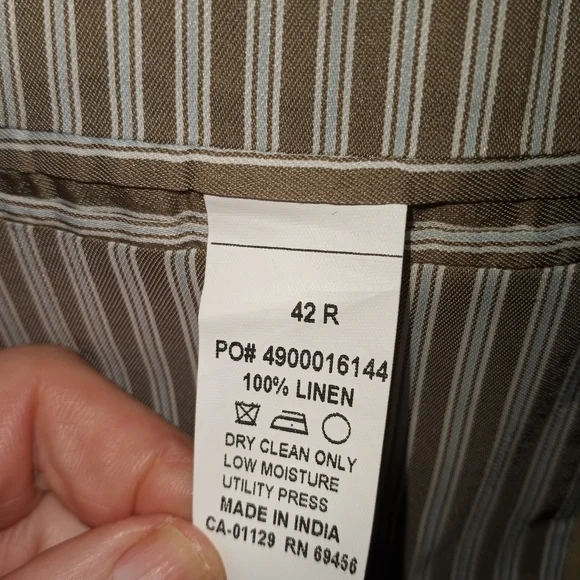 42 R
PO# 4900016144
100% LINEN
DRY CLEAN ONLY
LOW MOISTURE
UTILITY PRESS
MADE IN INDIA
CA-01129 RN 69456